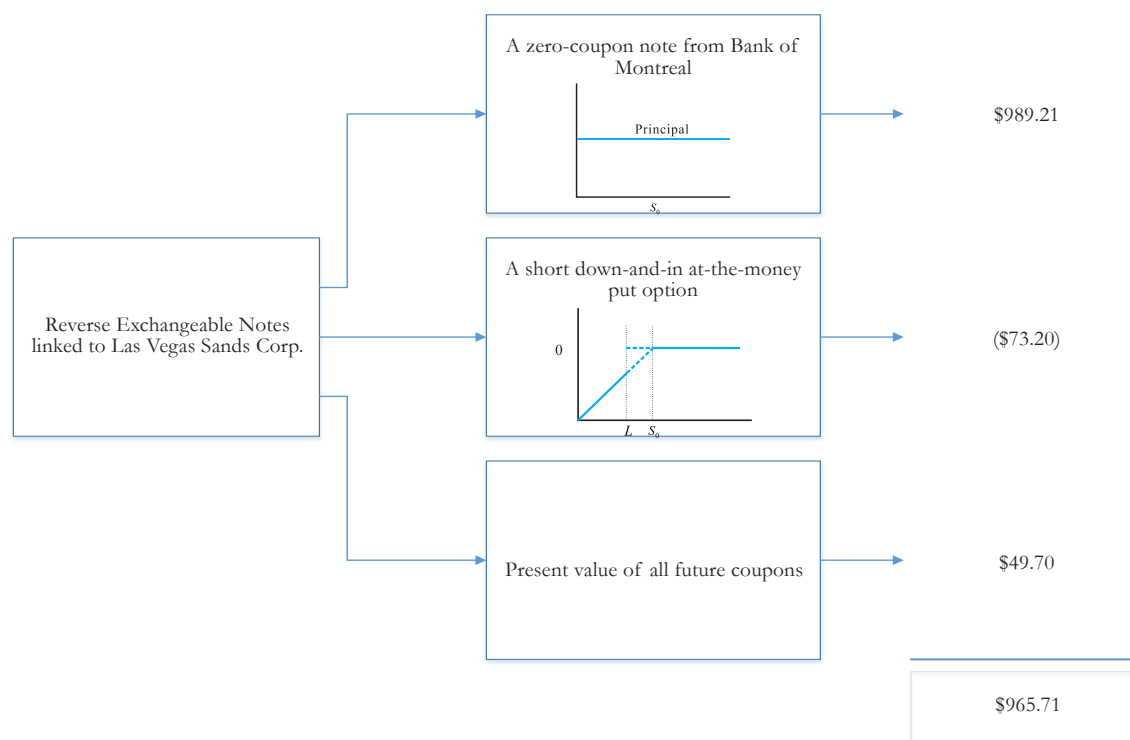 A zero-coupon note from Bank of
Montreal
Principal
S₀
$989.21
Reverse Exchangeable Notes
linked to Las Vegas Sands Corp.
A short down-and-in at-the-money
put option
0
L S₀
($73.20)
Present value of all future coupons
$49.70
$965.71